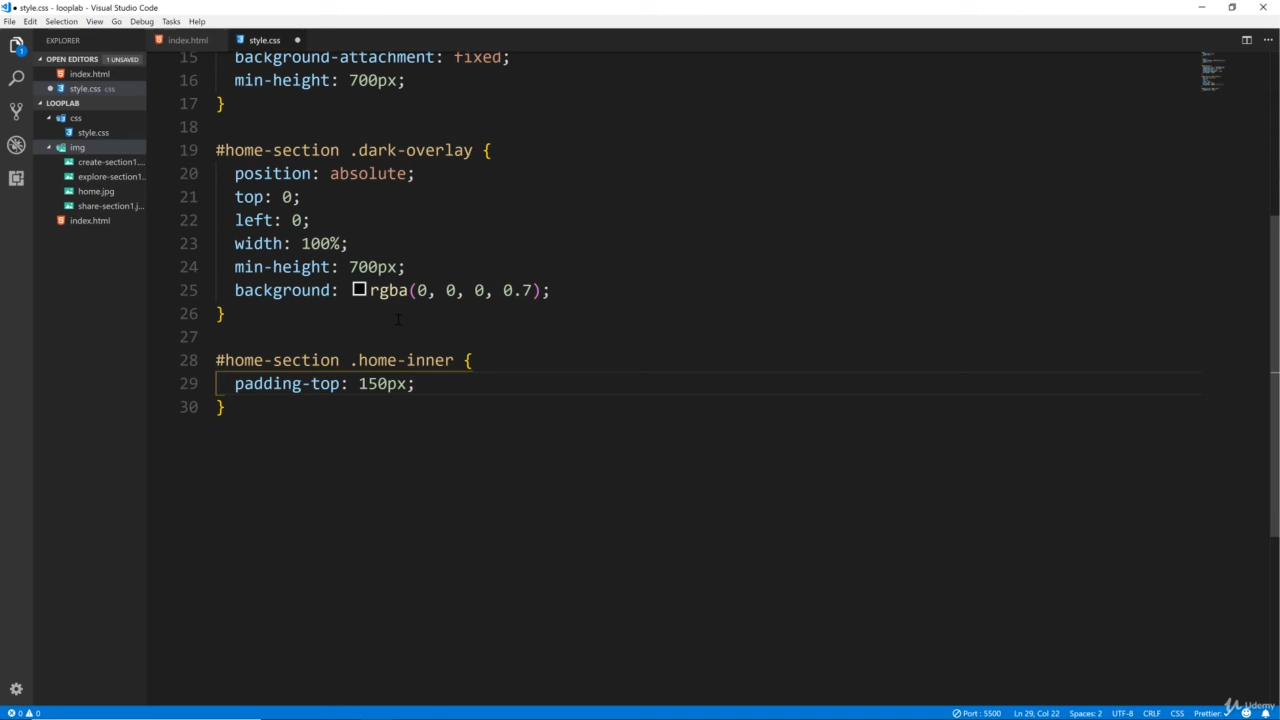 ● style.css - looplab - Visual Studio Code
File Edit Selection View Go Debug Tasks Help
EXPLORER
index.html
style.css ●
OPEN EDITORS 1 UNSAVED
index.html
● style.css css
LOOPLAB
css
style.css
img
create-section1....
explore-section1..
home.jpg
share-section1.j...
index.html
15 background-attachment: fixed;
16 min-height: 700px;
17 }
18
19 #home-section .dark-overlay {
20 position: absolute;
21 top: 0;
22 left: 0;
23 width: 100%;
24 min-height: 700px;
25 background: rgba(0, 0, 0, 0.7);
26 }
27
28 #home-section .home-inner {
29 padding-top: 150px;
30 }
1
0 0
Port : 5500 Ln 29, Col 22 Spaces: 2 UTF-8 CRLF CSS Prettier:
Udemy